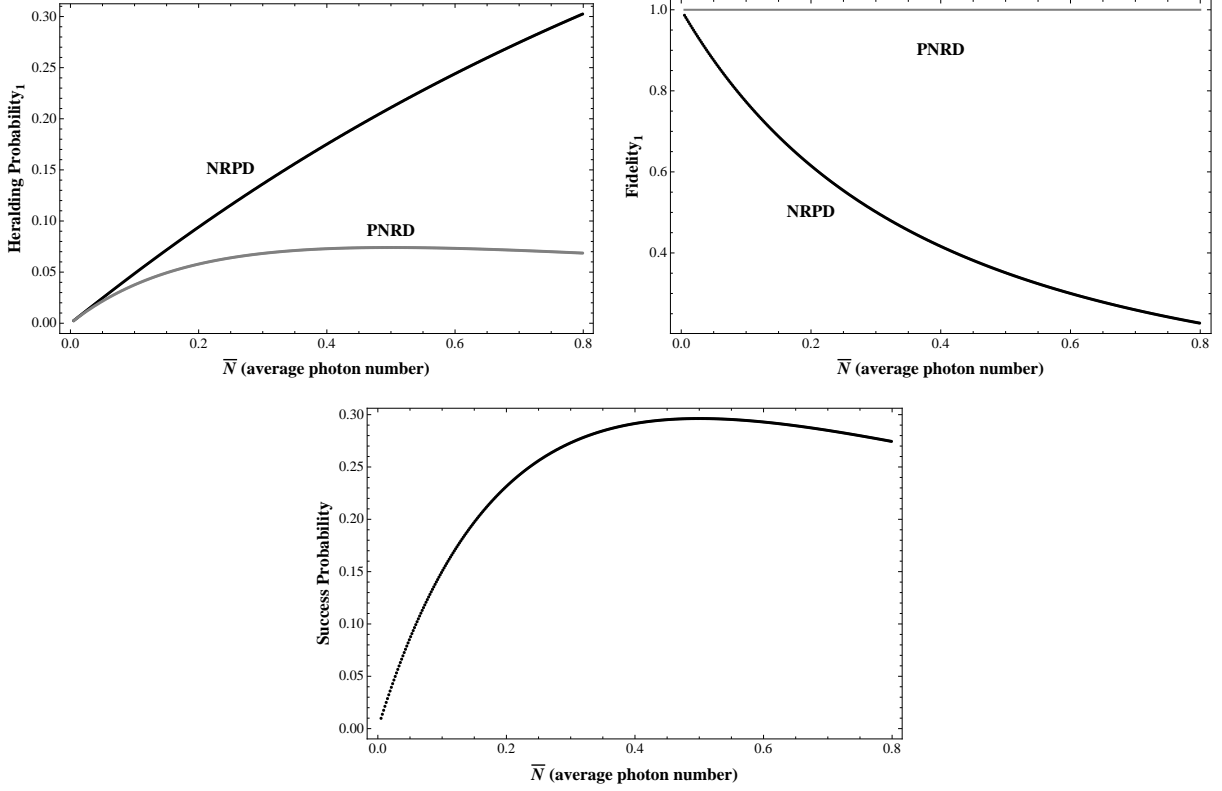 0.30
0.25
0.20
0.15
0.10
0.05
0.00
Heralding Probability1
NRPD
PNRD
0.0 0.2 0.4 0.6 0.8
N̅ (average photon number)
1.0
0.8
0.6
0.4
Fidelity1
PNRD
NRPD
0.0 0.2 0.4 0.6 0.8
N̅ (average photon number)
0.30
0.25
0.20
0.15
0.10
0.05
0.00
Success Probability
0.0 0.2 0.4 0.6 0.8
N̅ (average photon number)